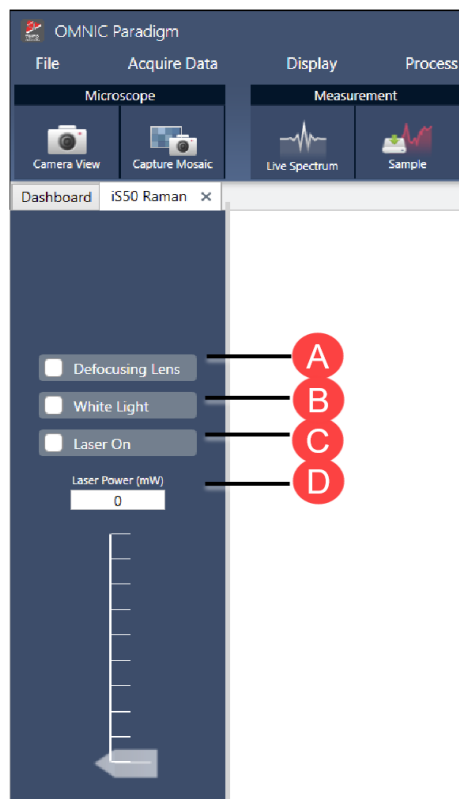 OMNIC Paradigm
File Acquire Data Display Process
Microscope Measurement
Camera View Capture Mosaic Live Spectrum Sample
Dashboard iS50 Raman ×
Defocusing Lens A
White Light B
Laser On C
Laser Power (mW) D
0